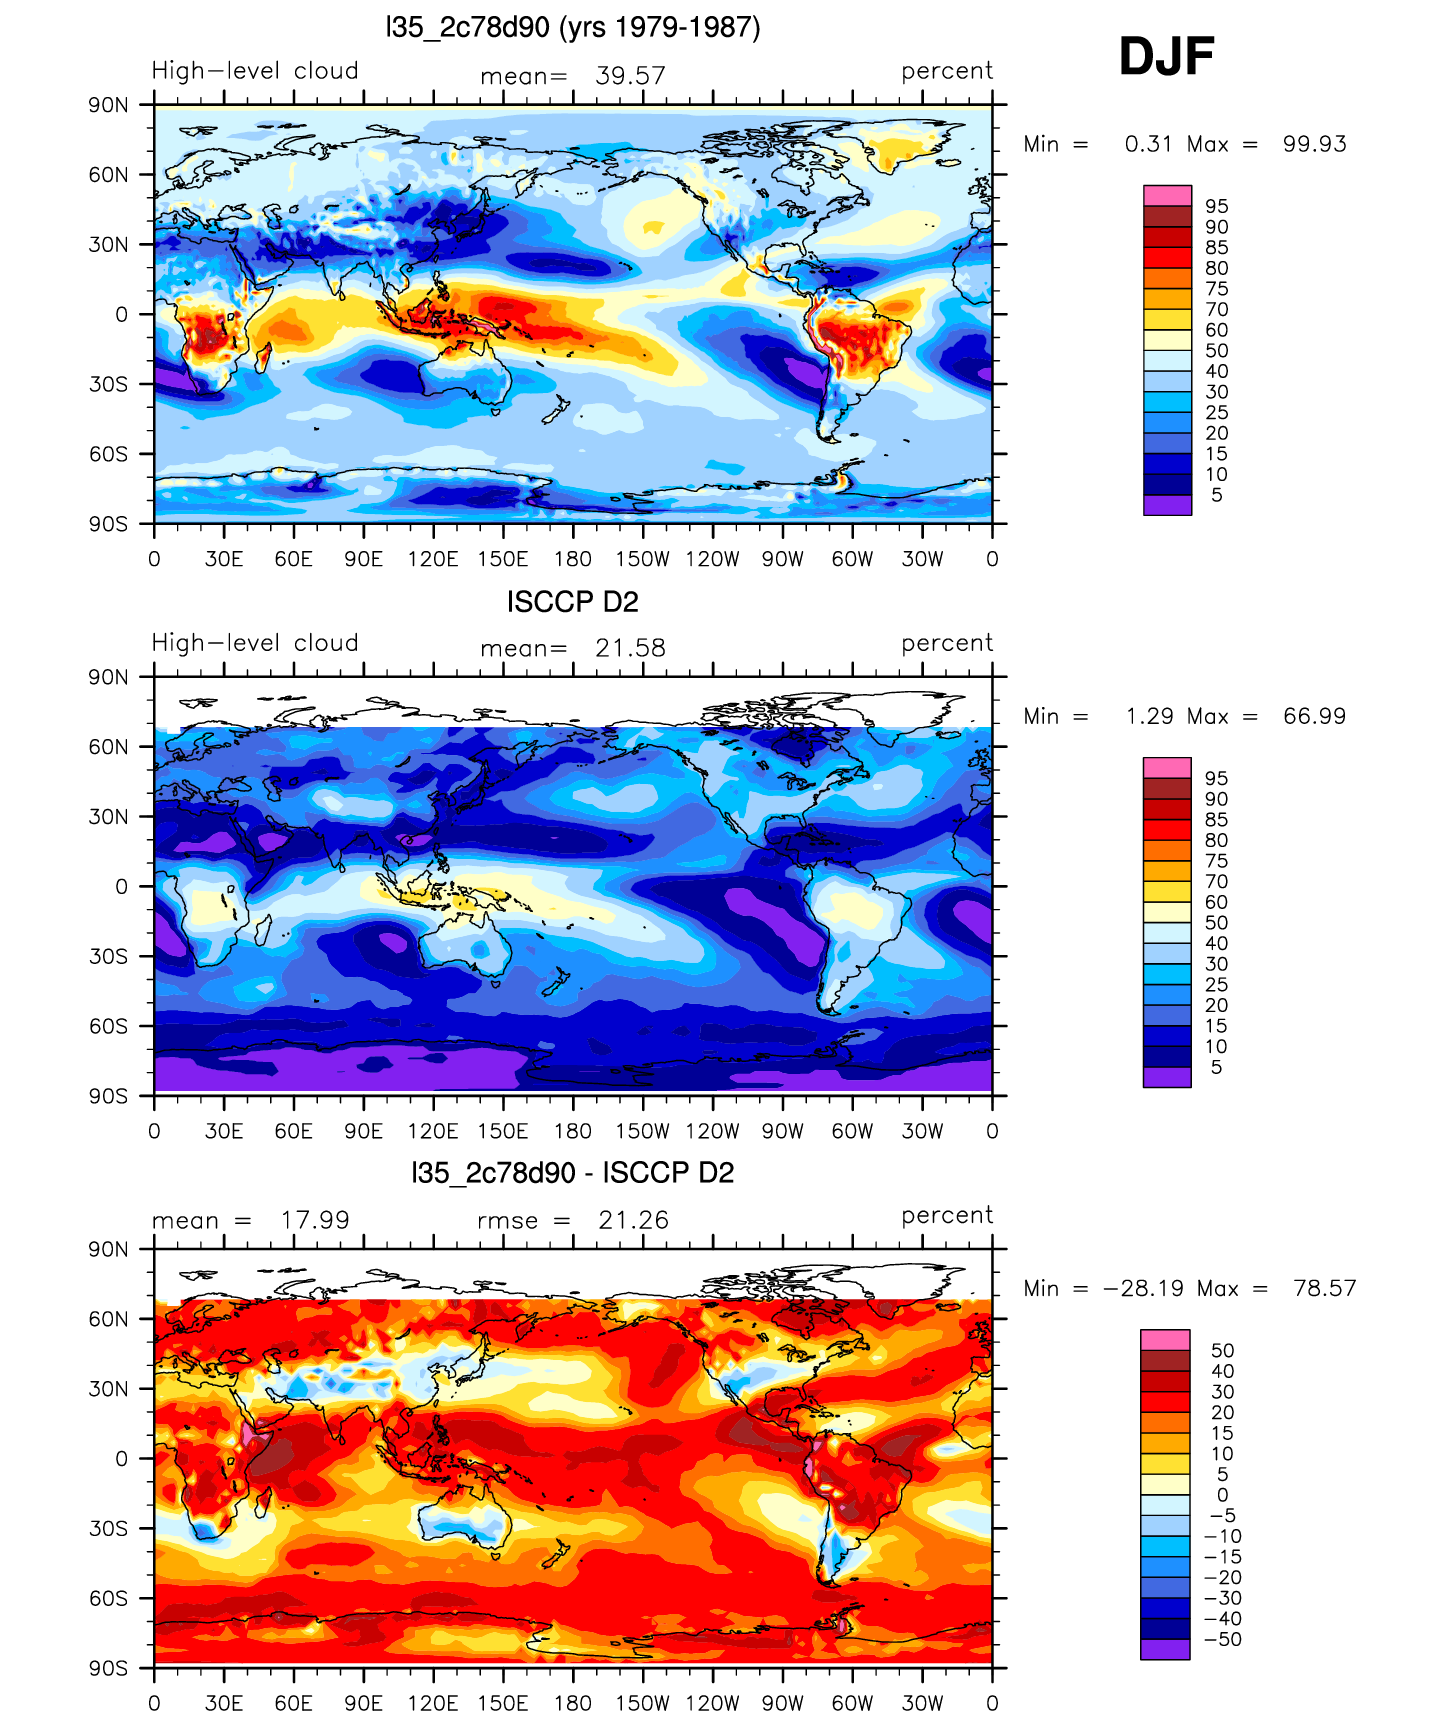 l35_2c78d90 (yrs 1979-1987)
DJF
High-level cloud mean= 39.57 percent
Min = 0.31 Max = 99.93
90N
60N
30N
0
30S
60S
90S
0 30E 60E 90E 120E 150E 180 150W 120W 90W 60W 30W 0
95
90
85
80
75
70
60
50
40
30
25
20
15
10
5
ISCCP D2
High-level cloud mean= 21.58 percent
Min = 1.29 Max = 66.99
90N
60N
30N
0
30S
60S
90S
0 30E 60E 90E 120E 150E 180 150W 120W 90W 60W 30W 0
95
90
85
80
75
70
60
50
40
30
25
20
15
10
5
l35_2c78d90 - ISCCP D2
mean = 17.99 rmse = 21.26 percent
Min = -28.19 Max = 78.57
90N
60N
30N
0
30S
60S
90S
0 30E 60E 90E 120E 150E 180 150W 120W 90W 60W 30W 0
50
40
30
20
15
10
5
0
-5
-10
-15
-20
-30
-40
-50